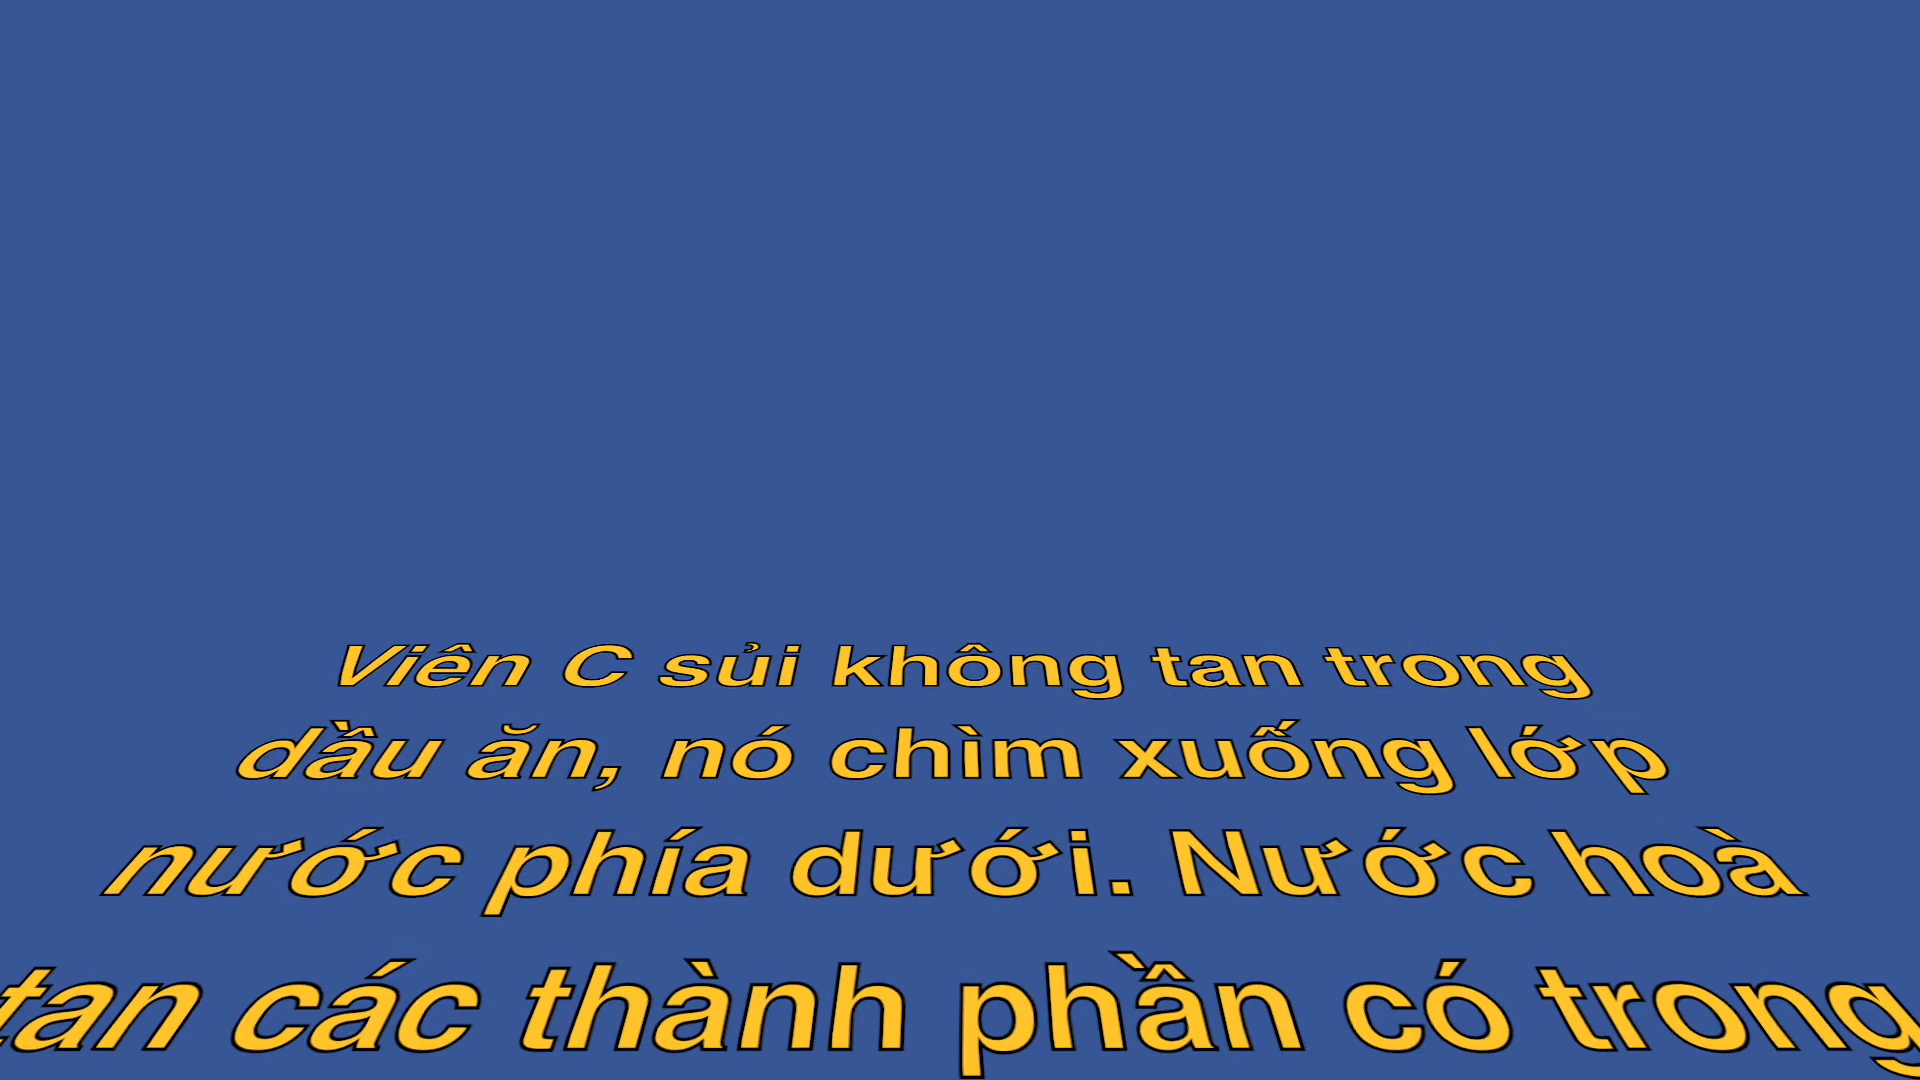 Viên C sủi không tan trong
dầu ăn, nó chìm xuống lớp
nước phía dưới. Nước hoà
tan các thành phần có trong